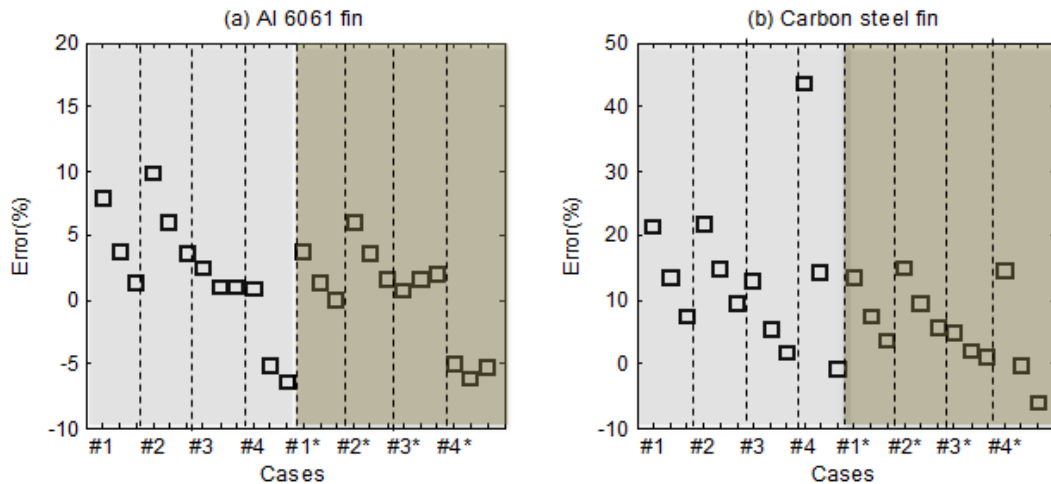 (a) Al 6061 fin
20
15
10
5
0
-5
-10
Error(%)
#1 #2 #3 #4 #1* #2* #3* #4*
Cases
(b) Carbon steel fin
50
40
30
20
10
0
-10
Error(%)
#1 #2 #3 #4 #1* #2* #3* #4*
Cases